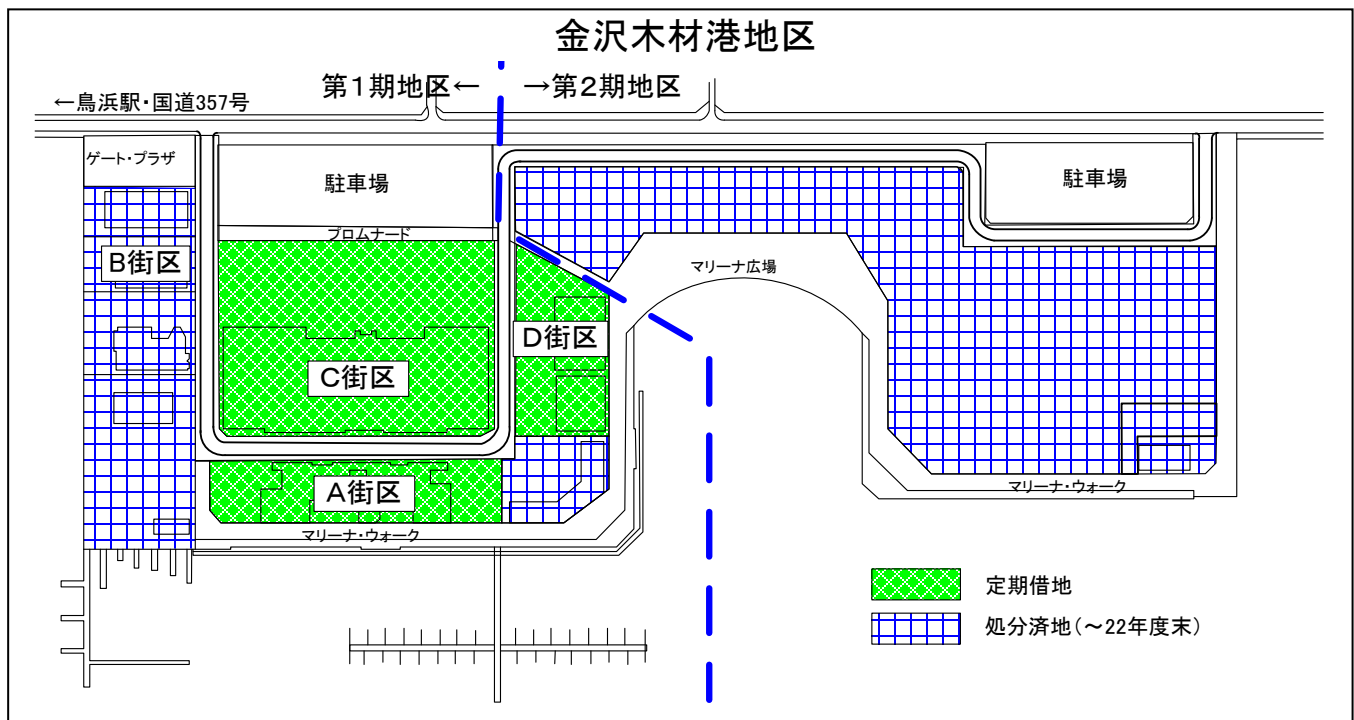 金沢木材港地区
第1期地区← →第2期地区
←鳥浜駅・国道357号
ゲート・プラザ
駐車場
駐車場
プロムナード
B街区
マリーナ広場
D街区
C街区
A街区
マリーナ・ウォーク
マリーナ・ウォーク
定期借地
処分済地(～22年度末)